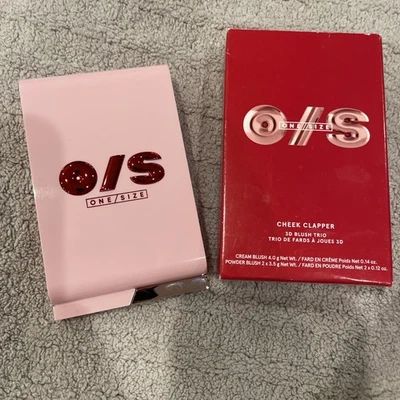 O/S
ONE/SIZE
O/S
ONE/SIZE
CHEEK CLAPPER
3D BLUSH TRIO
TRIO DE FARDS À JOUES 3D
CREAM BLUSH 4.0 g Net Wt. / FARD EN CRÈME Poids Net 0.14 oz.
POWDER BLUSH 2 x 3.5 g Net Wt. / FARD EN POUDRE Poids Net 2 x 0.12 oz.